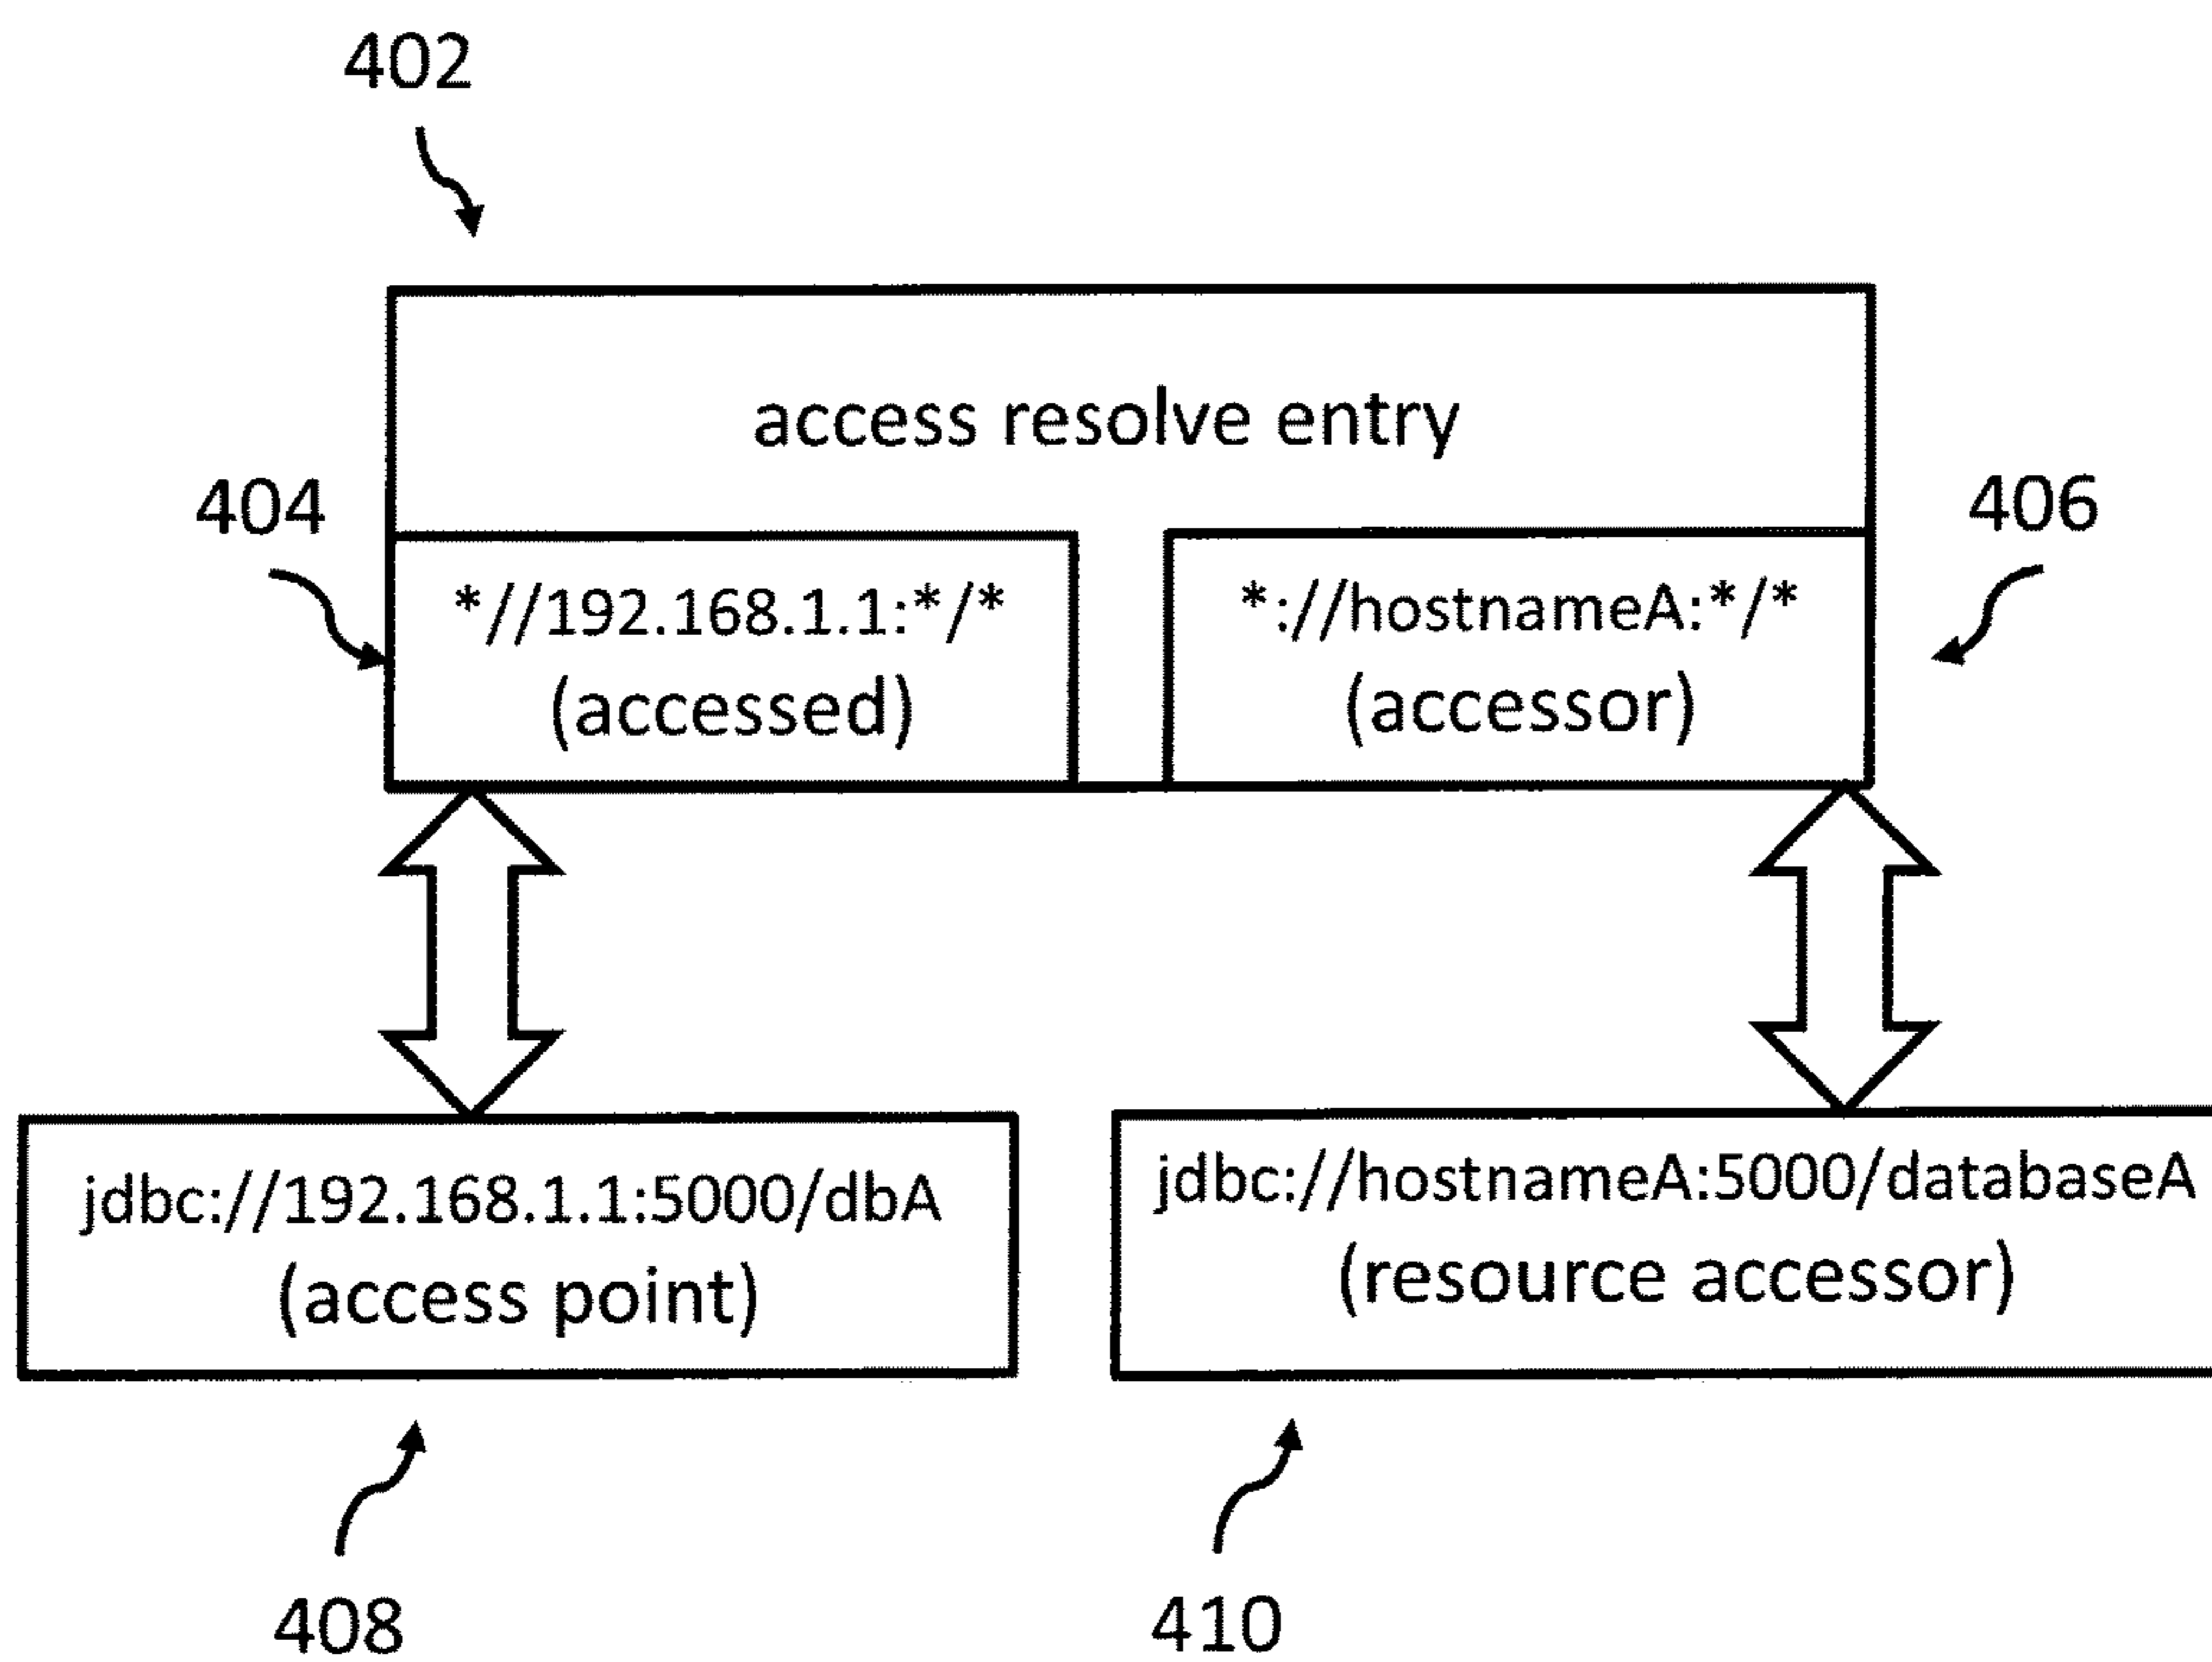 402
access resolve entry
404
406
*//192.168.1.1:*/*
(accessed)
*://hostnameA:*/*
(accessor)
jdbc://192.168.1.1:5000/dbA
(access point)
jdbc://hostnameA:5000/databaseA
(resource accessor)
408
410